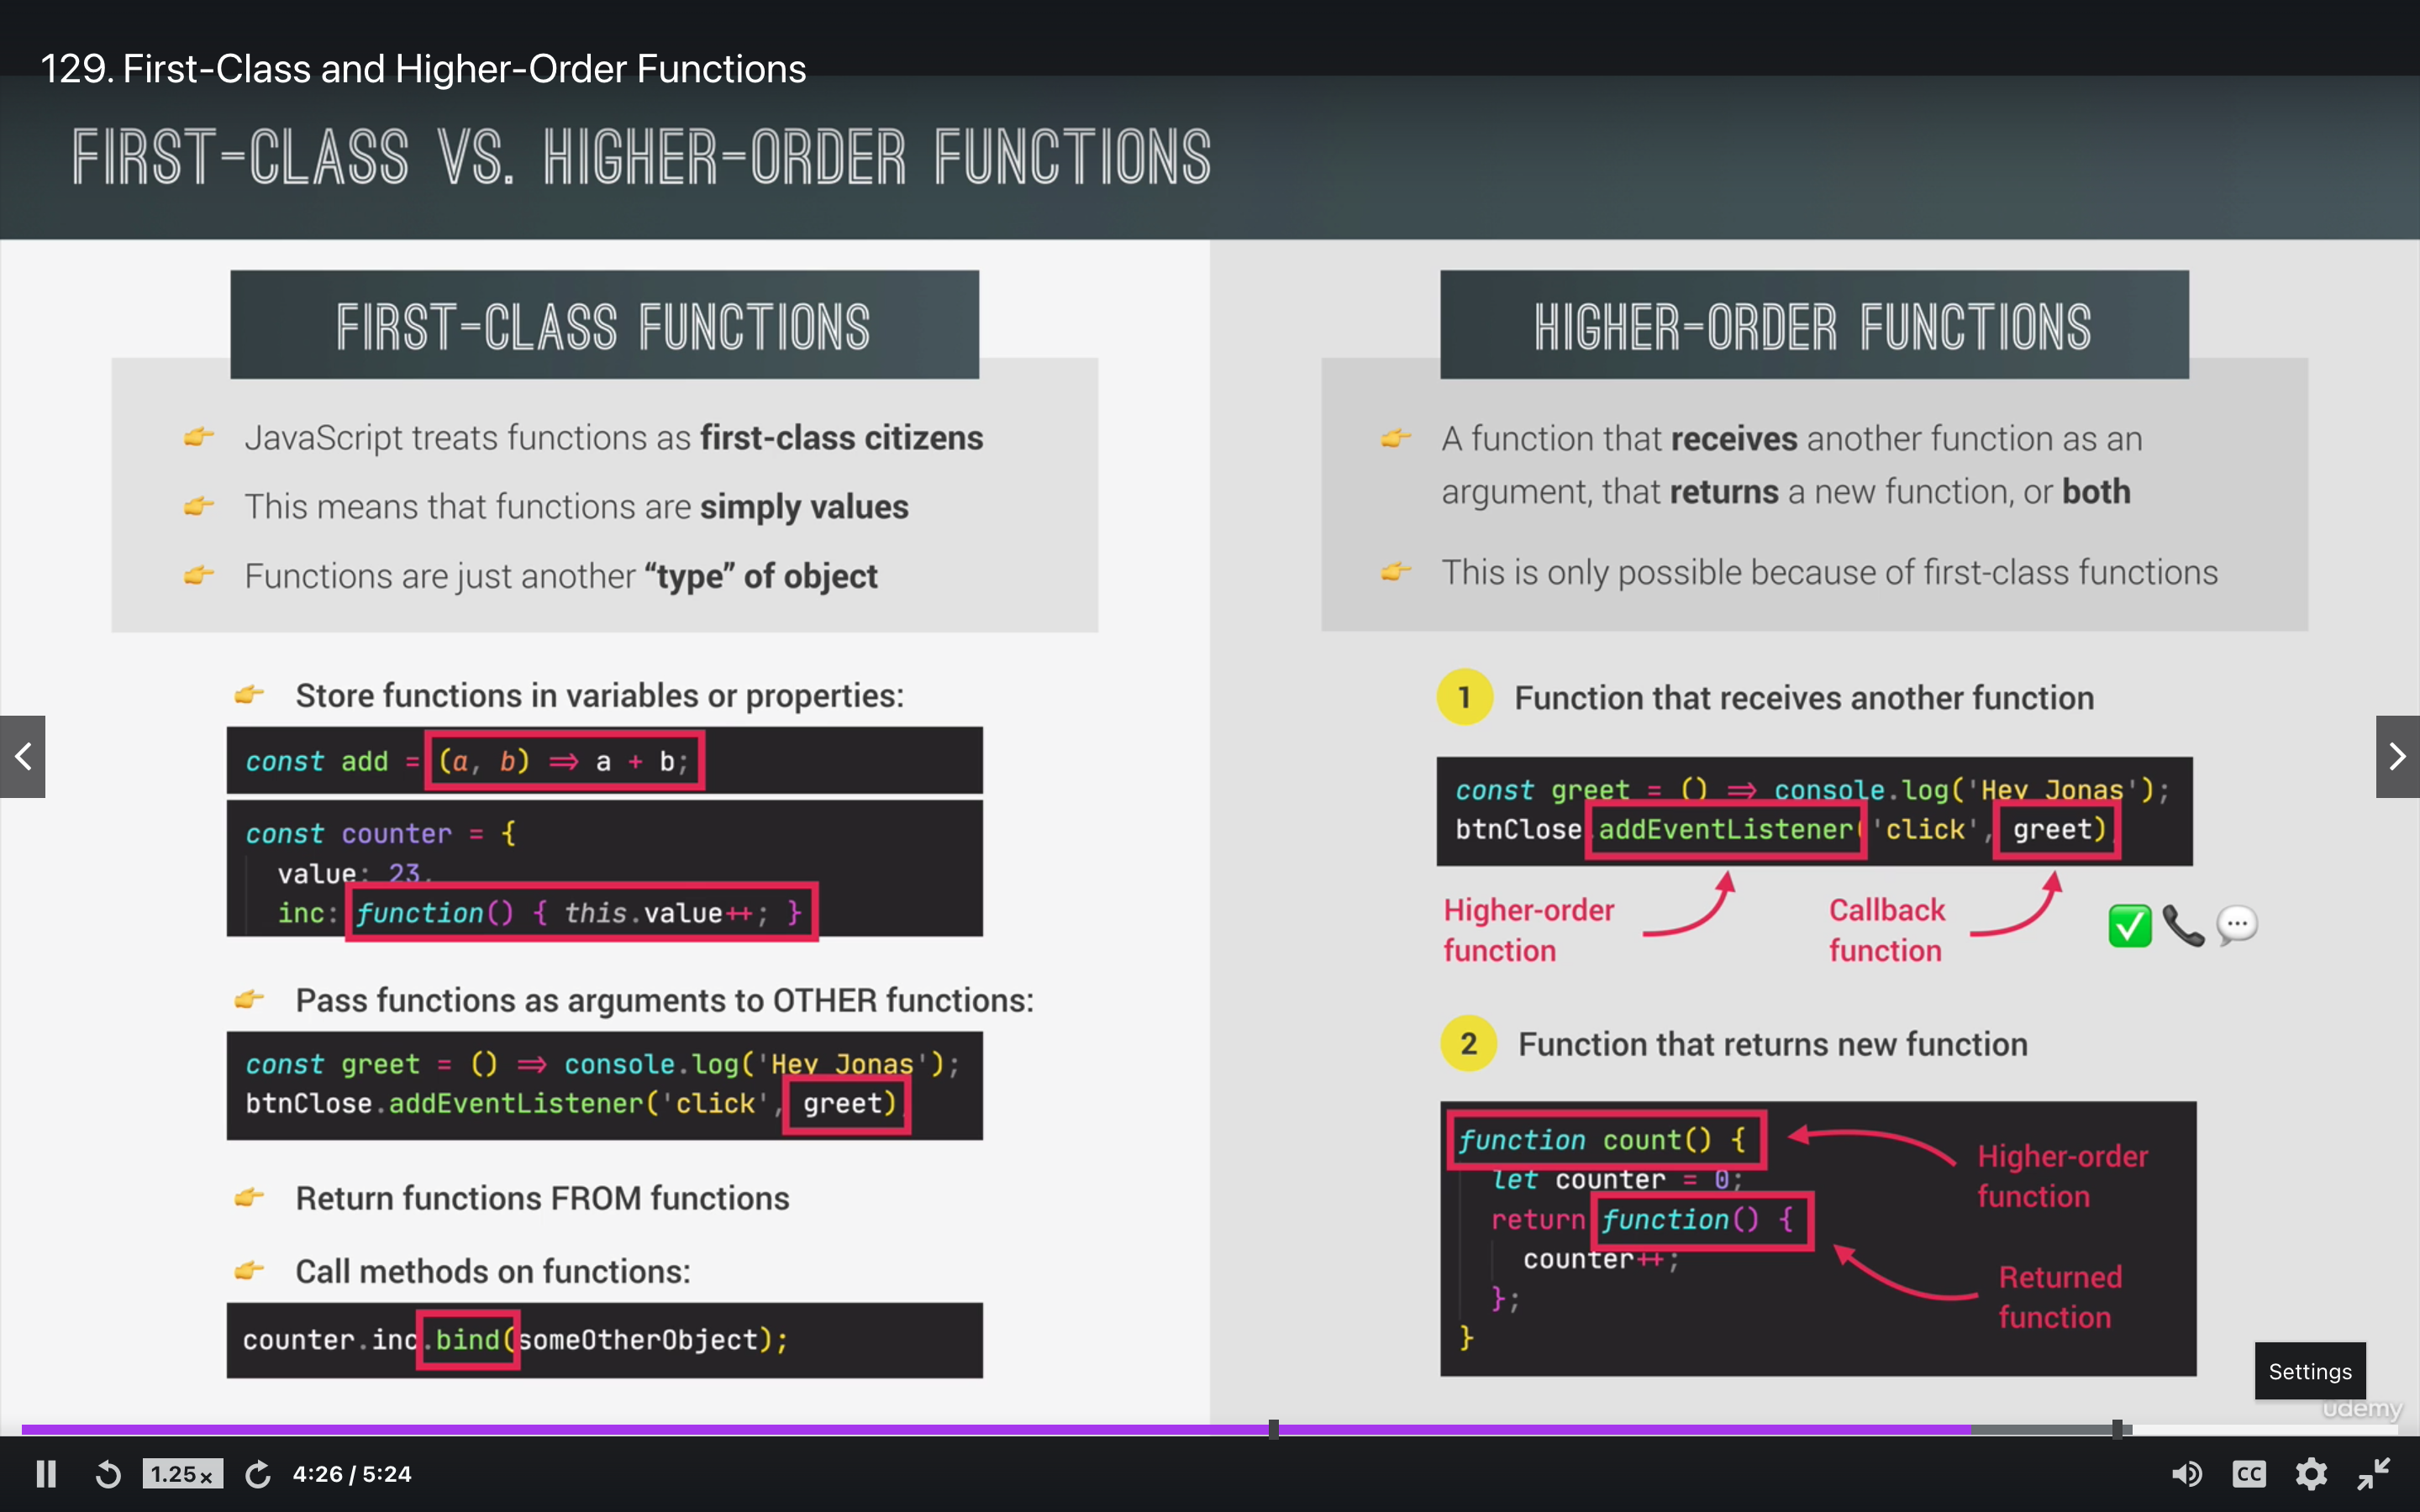 129. First-Class and Higher-Order Functions
FIRST-CLASS VS. HIGHER-ORDER FUNCTIONS
FIRST-CLASS FUNCTIONS
👉 JavaScript treats functions as first-class citizens
👉 This means that functions are simply values
👉 Functions are just another “type” of object
👉 Store functions in variables or properties:
const add = (a, b) => a + b;
const counter = {
value: 23,
inc: function() { this.value++; }
👉 Pass functions as arguments to OTHER functions:
const greet = () => console.log('Hey Jonas');
btnClose.addEventListener('click', greet)
👉 Return functions FROM functions
👉 Call methods on functions:
counter.inc.bind(someOtherObject);
HIGHER-ORDER FUNCTIONS
👉 A function that receives another function as an
argument, that returns a new function, or both
👉 This is only possible because of first-class functions
1 Function that receives another function
const greet = () => console.log('Hey Jonas');
btnClose.addEventListener('click', greet)
Higher-order
function
Callback
function
✅ 📞 💬
2 Function that returns new function
function count() {
let counter = 0;
return function() {
counter++;
};
}
Higher-order
function
Returned
function
Settings
udemy
1.25x
4:26 / 5:24
CC